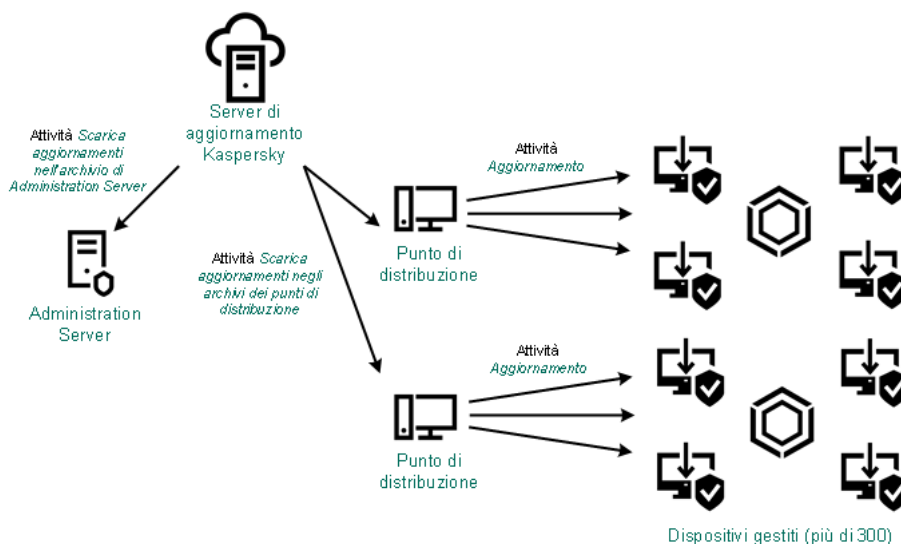 Server di
aggiornamento
Kaspersky
Attività Scarica
aggiornamenti
nell'archivio di
Administration Server
Attività
Aggiornamento
Punto di
distribuzione
Attività Scarica
aggiornamenti negli
archivi dei punti di
distribuzione
Administration
Server
Attività
Aggiornamento
Punto di
distribuzione
Dispositivi gestiti (più di 300)